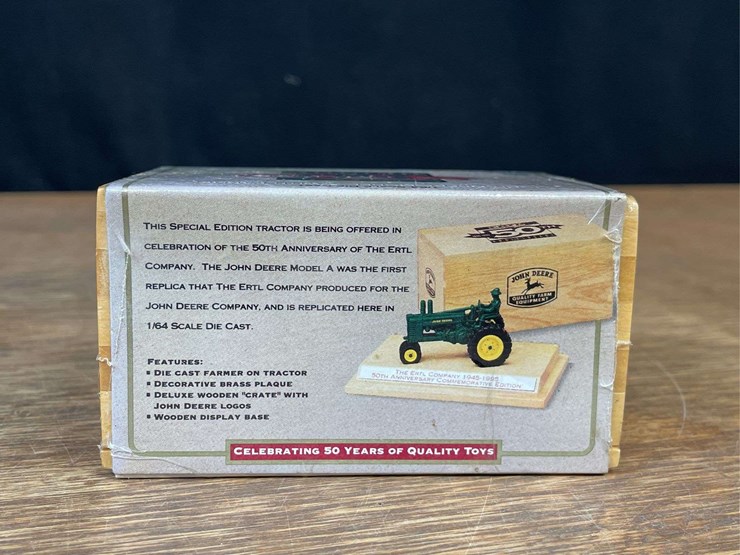 THIS SPECIAL EDITION TRACTOR IS BEING OFFERED IN
CELEBRATION OF THE 50TH ANNIVERSARY OF THE ERTL
COMPANY. THE JOHN DEERE MODEL A WAS THE FIRST
REPLICA THAT THE ERTL COMPANY PRODUCED FOR THE
JOHN DEERE COMPANY, AND IS REPLICATED HERE IN
1/64 SCALE DIE CAST.
FEATURES:
▪ DIE CAST FARMER ON TRACTOR
▪ DECORATIVE BRASS PLAQUE
▪ DELUXE WOODEN "CRATE" WITH
JOHN DEERE LOGOS
▪ WOODEN DISPLAY BASE
50
JOHN DEERE
QUALITY FARM
EQUIPMENT
THE ERTL COMPANY 1945-1995
50TH ANNIVERSARY COMMEMORATIVE EDITION
CELEBRATING 50 YEARS OF QUALITY TOYS